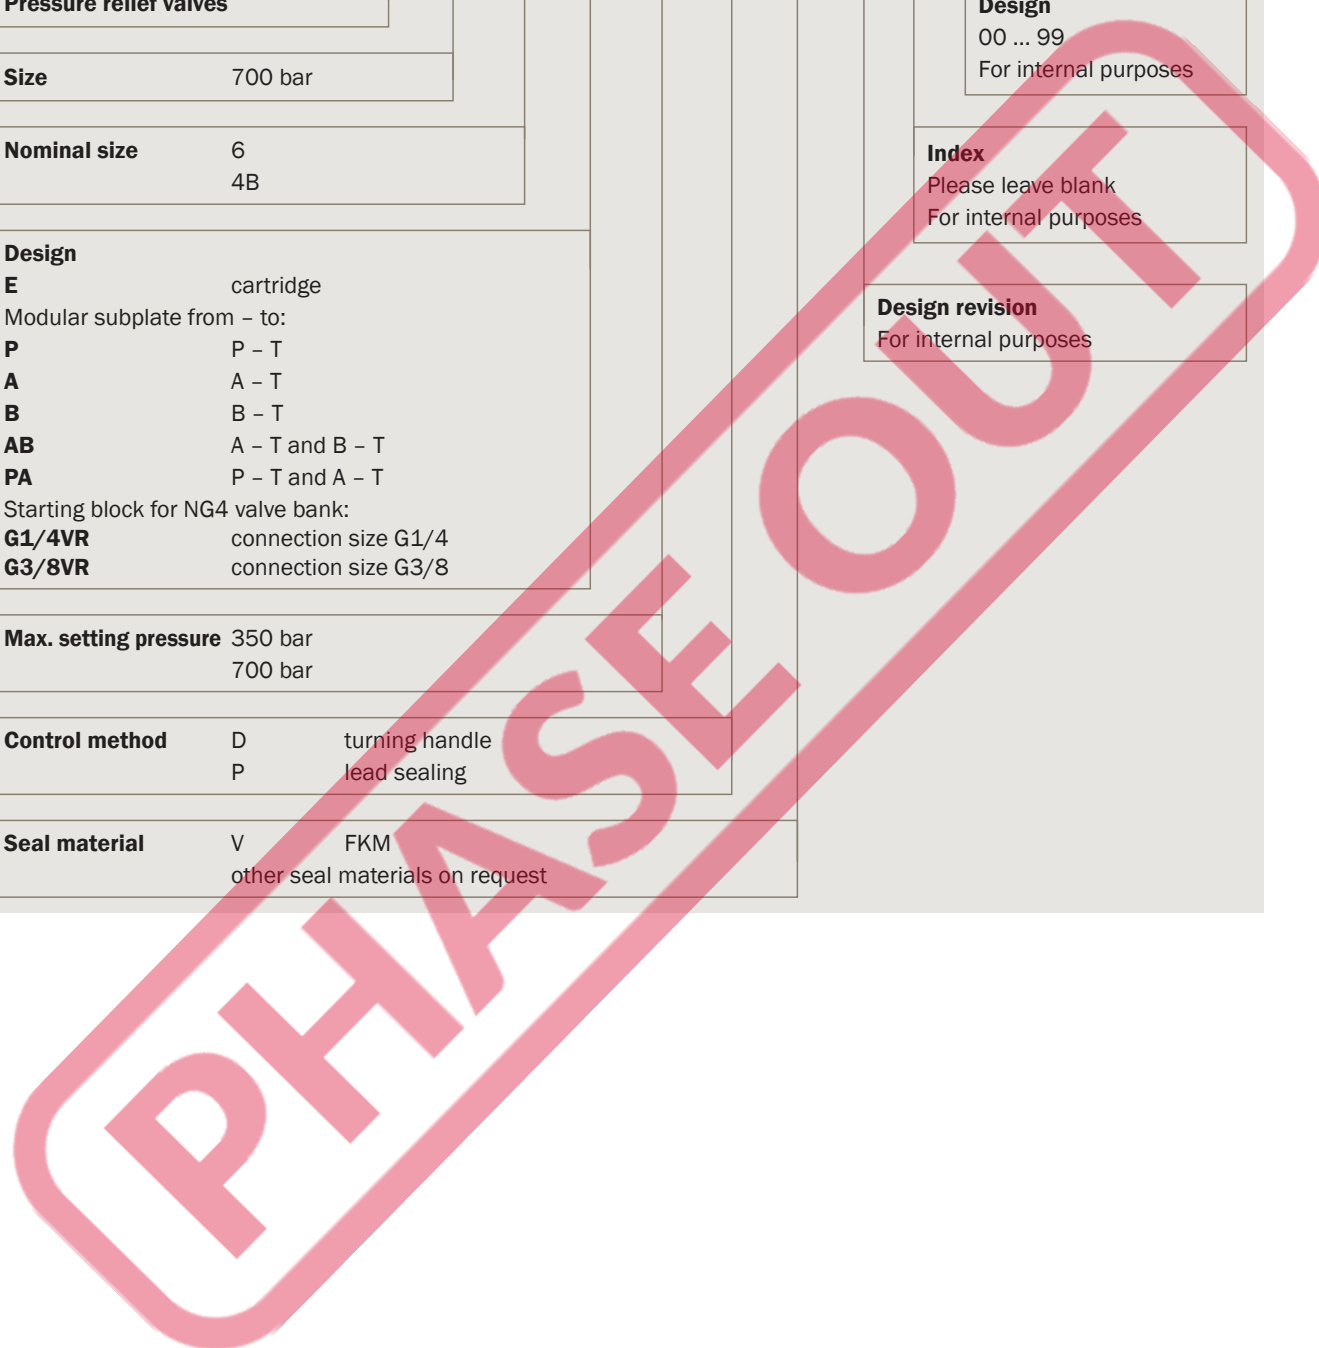 Pressure relief valves
Size 700 bar
Nominal size 6
4B
Design
E cartridge
Modular subplate from – to:
P P – T
A A – T
B B – T
AB A – T and B – T
PA P – T and A – T
Starting block for NG4 valve bank:
G1/4VR connection size G1/4
G3/8VR connection size G3/8
Max. setting pressure 350 bar
700 bar
Control method D turning handle
P lead sealing
Seal material V FKM
other seal materials on request
Design
00 ... 99
For internal purposes
Index
Please leave blank
For internal purposes
Design revision
For internal purposes
PHASE OUT